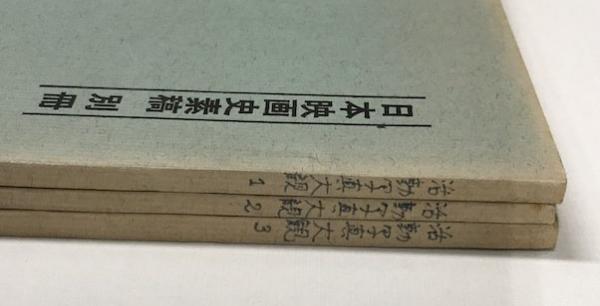 日本映画史素稿 別冊
活動写真大観 1
活動写真大観 2
活動写真大観 3